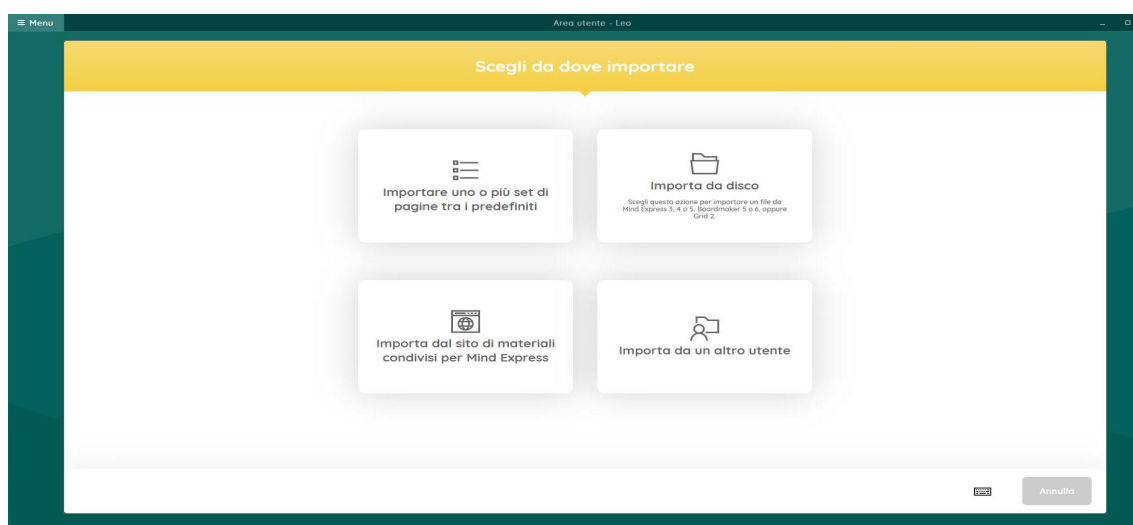 Menu
Area utente - Leo
Scegli da dove importare
Importare uno o più set di
pagine tra i predefiniti
Importa da disco
Scegli questa azione per importare un file da
Mind Express 3, 4 o 5, Boardmaker 5 o 6, oppure
Grid 2.
Importa dal sito di materiali
condivisi per Mind Express
Importa da un altro utente
Annulla